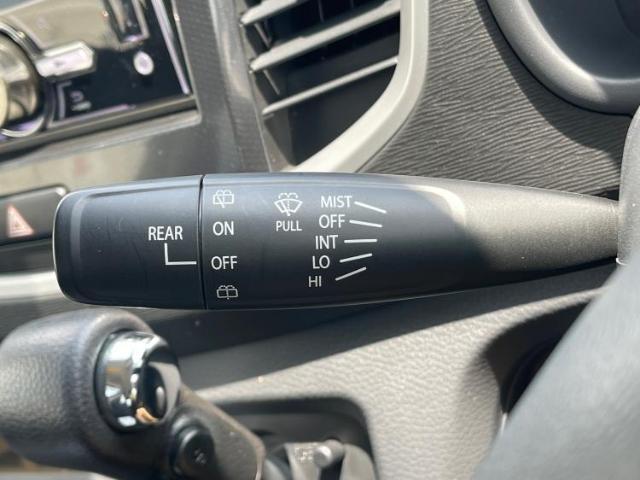 REAR
ON
OFF
PULL
MIST
OFF
INT
LO
HI